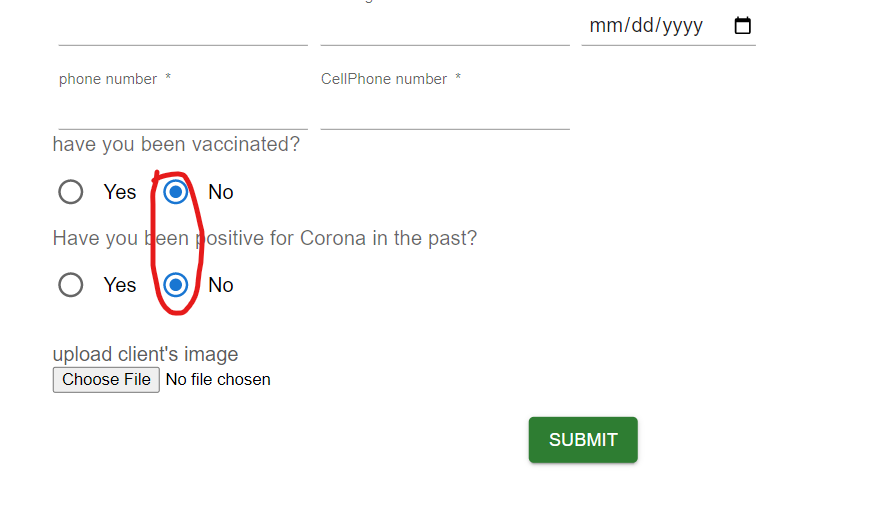 mm/dd/yyyy
phone number *
CellPhone number *
have you been vaccinated?
Yes No
Have you been positive for Corona in the past?
Yes No
upload client's image
Choose File No file chosen
SUBMIT